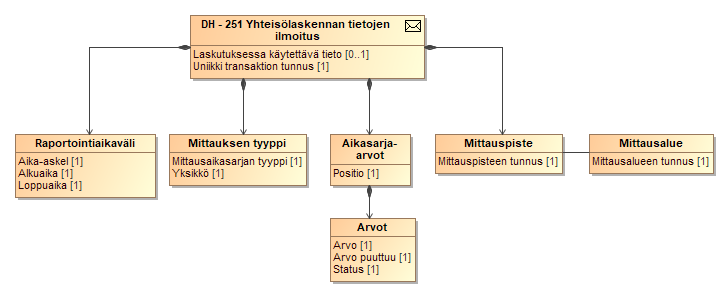 DH - 251 Yhteisölaskennan tietojen
ilmoitus
Laskutuksessa käytettävä tieto [0..1]
Uniikki transaktion tunnus [1]
Raportointiaikaväli
Aika-askel [1]
Alkuaika [1]
Loppuaika [1]
Mittauksen tyyppi
Mittausaikasarjan tyyppi [1]
Yksikkö [1]
Aikasarja-
arvot
Positio [1]
Mittauspiste
Mittauspisteen tunnus [1]
Mittausalue
Mittausalueen tunnus [1]
Arvot
Arvo [1]
Arvo puuttuu [1]
Status [1]